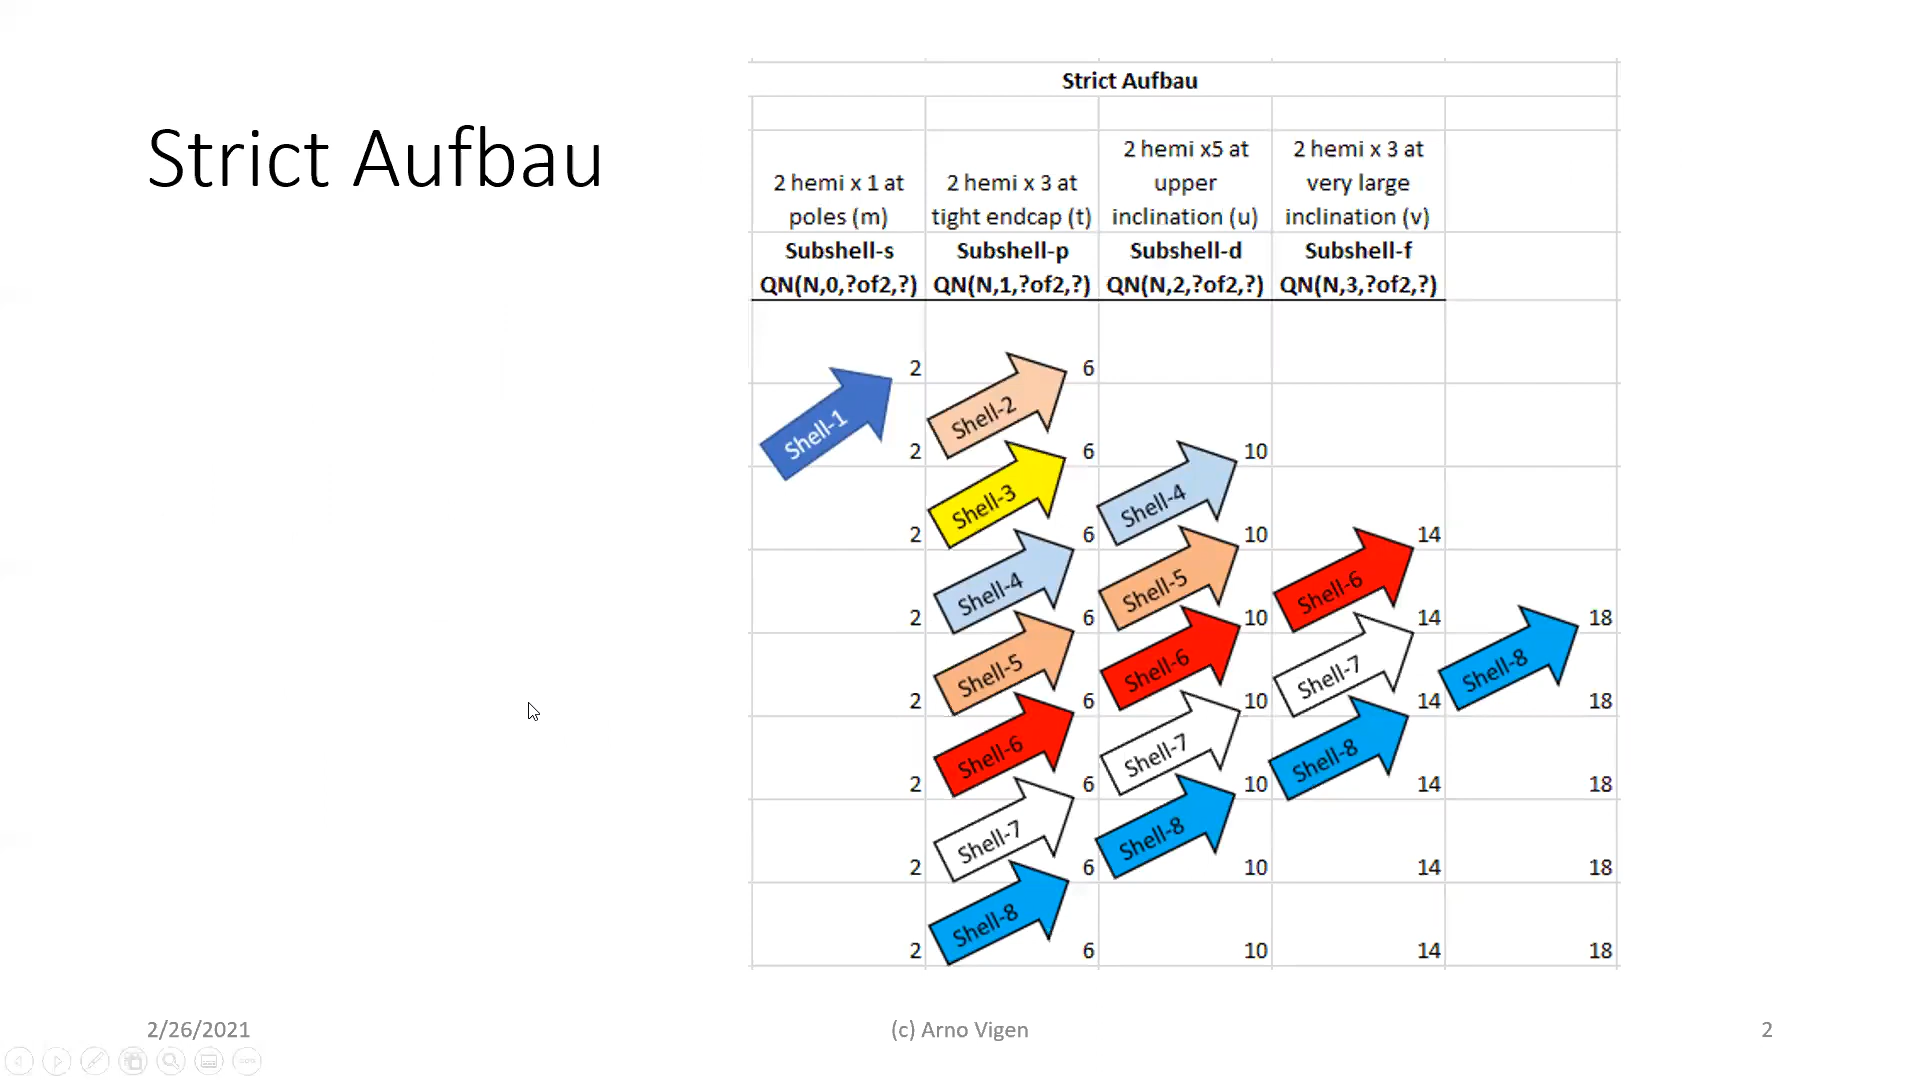 Strict Aufbau
Strict Aufbau
2 hemi x 1 at
poles (m)
2 hemi x 3 at
tight endcap (t)
2 hemi x5 at
upper
inclination (u)
2 hemi x 3 at
very large
inclination (v)
Subshell-s
QN(N,0,?of2,?)
Subshell-p
QN(N,1,?of2,?)
Subshell-d
QN(N,2,?of2,?)
Subshell-f
QN(N,3,?of2,?)
2 6
Shell-1 Shell-2
2 6 10
Shell-3 Shell-4
2 6 10 14
Shell-4 Shell-5 Shell-6
2 6 10 14 18
Shell-5 Shell-6 Shell-7 Shell-8
2 6 10 14 18
Shell-6 Shell-7 Shell-8
2 6 10 14 18
Shell-7 Shell-8
2 6 10 14 18
Shell-8
2 6 10 14 18
2/26/2021
(c) Arno Vigen
2